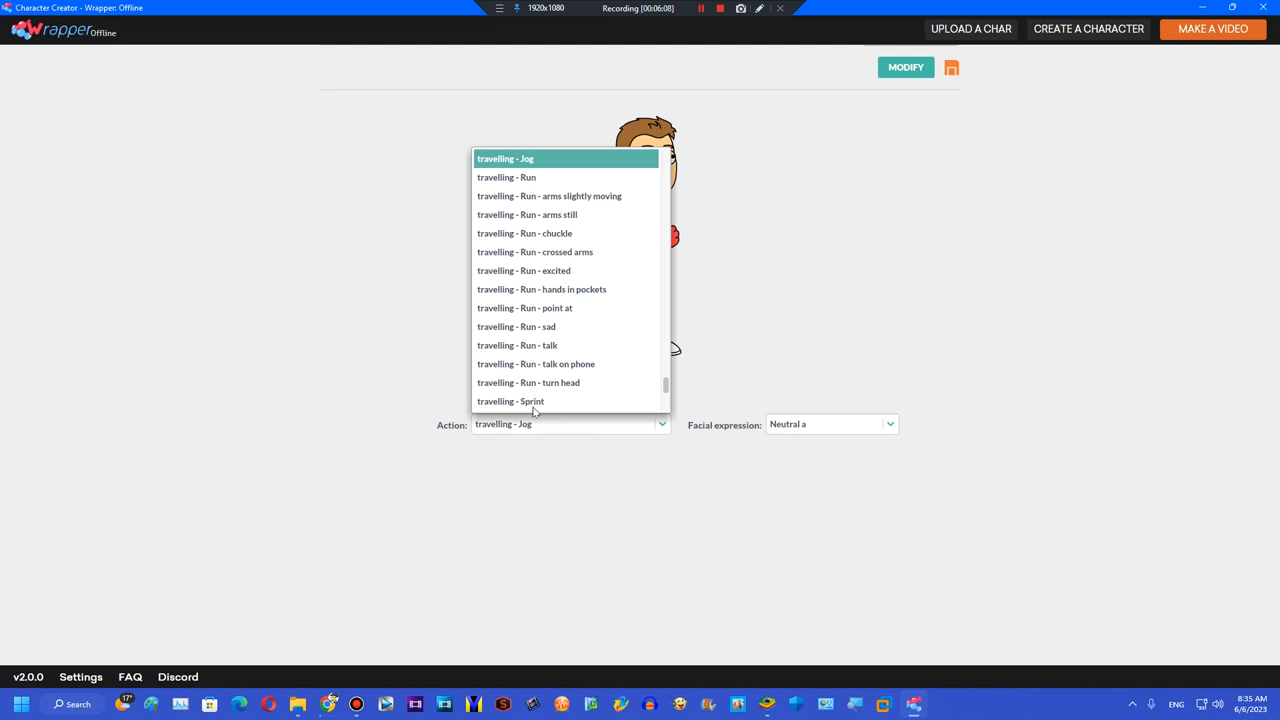 Character Creator - Wrapper: Offline
1920x1080
Recording [00:06:08]
Wrapper Offline
UPLOAD A CHAR
CREATE A CHARACTER
MAKE A VIDEO
MODIFY
travelling - Jog
travelling - Run
travelling - Run - arms slightly moving
travelling - Run - arms still
travelling - Run - chuckle
travelling - Run - crossed arms
travelling - Run - excited
travelling - Run - hands in pockets
travelling - Run - point at
travelling - Run - sad
travelling - Run - talk
travelling - Run - talk on phone
travelling - Run - turn head
travelling - Sprint
Action:
travelling - Jog
Facial expression:
Neutral a
v2.0.0
Settings
FAQ
Discord
Search
17°
ENG
8:35 AM
6/6/2023